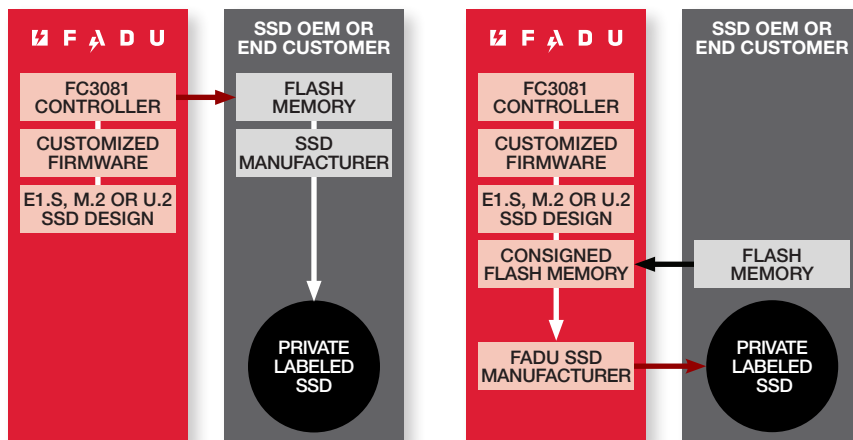 FADU
FC3081
CONTROLLER
CUSTOMIZED
FIRMWARE
E1.S, M.2 OR U.2
SSD DESIGN
SSD OEM OR
END CUSTOMER
FLASH
MEMORY
SSD
MANUFACTURER
PRIVATE
LABELED
SSD
FADU
FC3081
CONTROLLER
CUSTOMIZED
FIRMWARE
E1.S, M.2 OR U.2
SSD DESIGN
CONSIGNED
FLASH MEMORY
FADU SSD
MANUFACTURER
SSD OEM OR
END CUSTOMER
FLASH
MEMORY
PRIVATE
LABELED
SSD